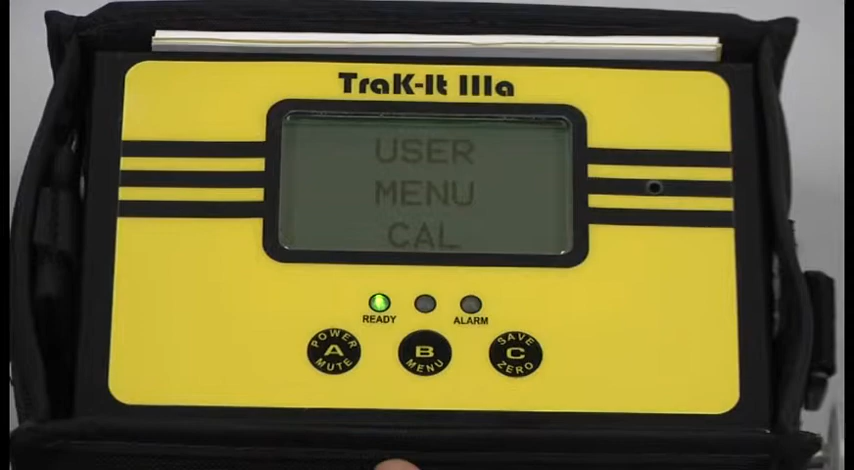 TraK-It IIIa
USER
MENU
CAL
READY
ALARM
POWER A MUTE
B MENU
SAVE C ZERO